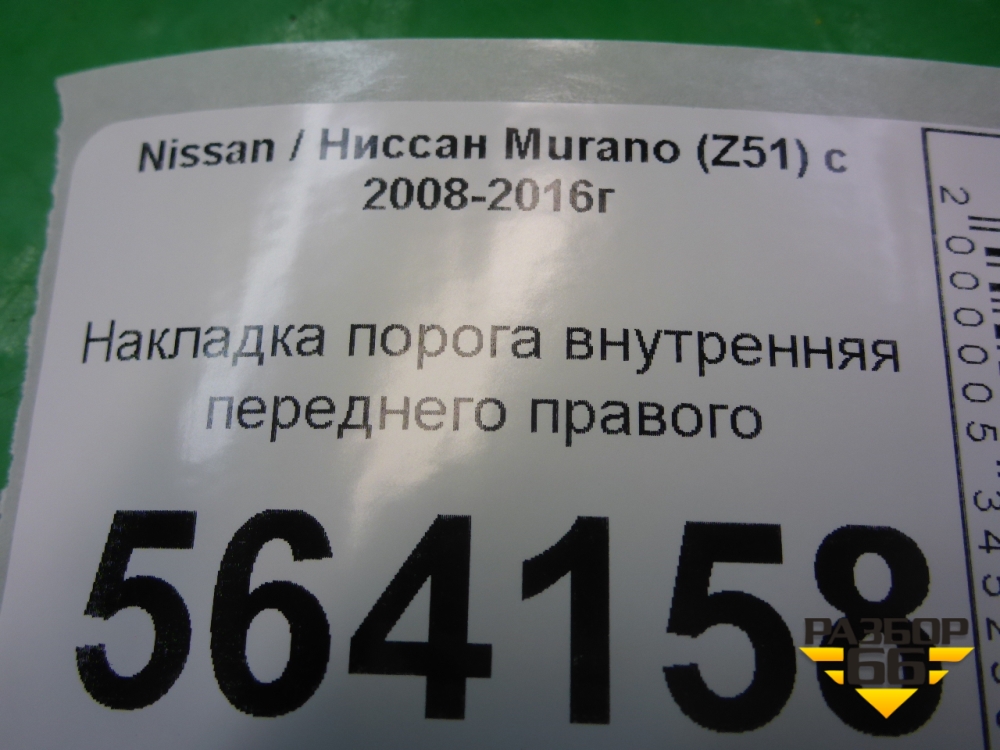 Nissan / Ниссан Murano (Z51) с
2008-2016г
Накладка порога внутренняя
переднего правого
564158
РАЗБОР
66